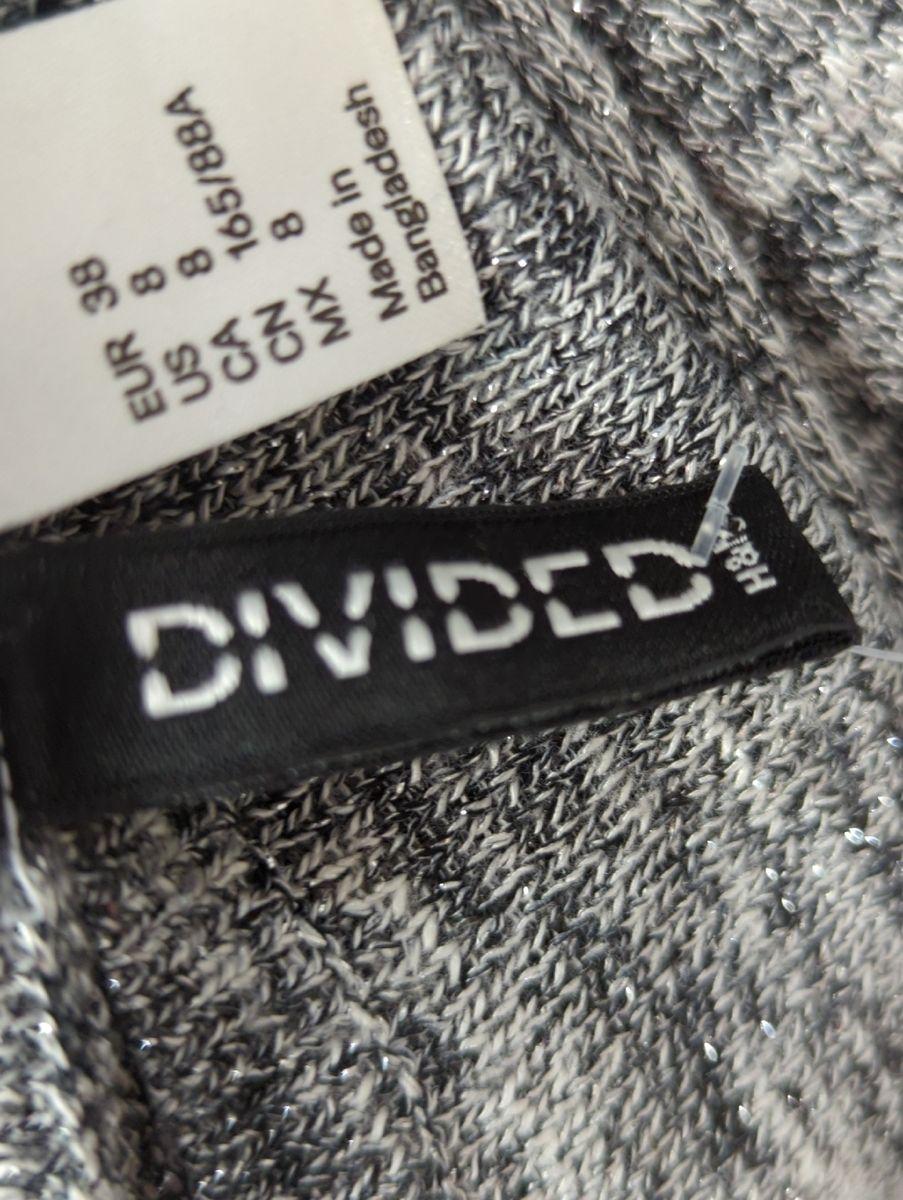 EUR 38
US 8
CA 8
CN 165/88A
MX 8
Made in
Bangladesh
DIVIDED